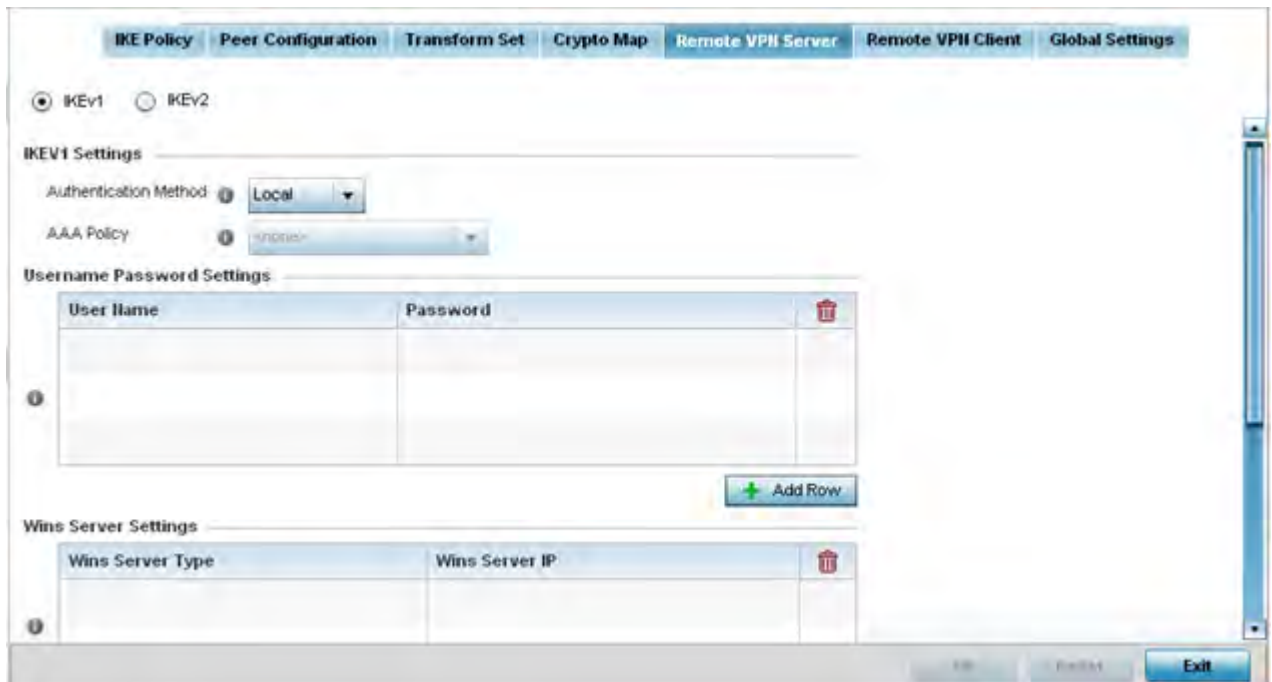 IKE Policy Peer Configuration Transform Set Crypto Map Remote VPN Server Remote VPN Client Global Settings
IKEv1 IKEv2
IKEV1 Settings
Authentication Method Local
AAA Policy <none>
Username Password Settings
User Name Password
Add Row
Wins Server Settings
Wins Server Type Wins Server IP
Exit